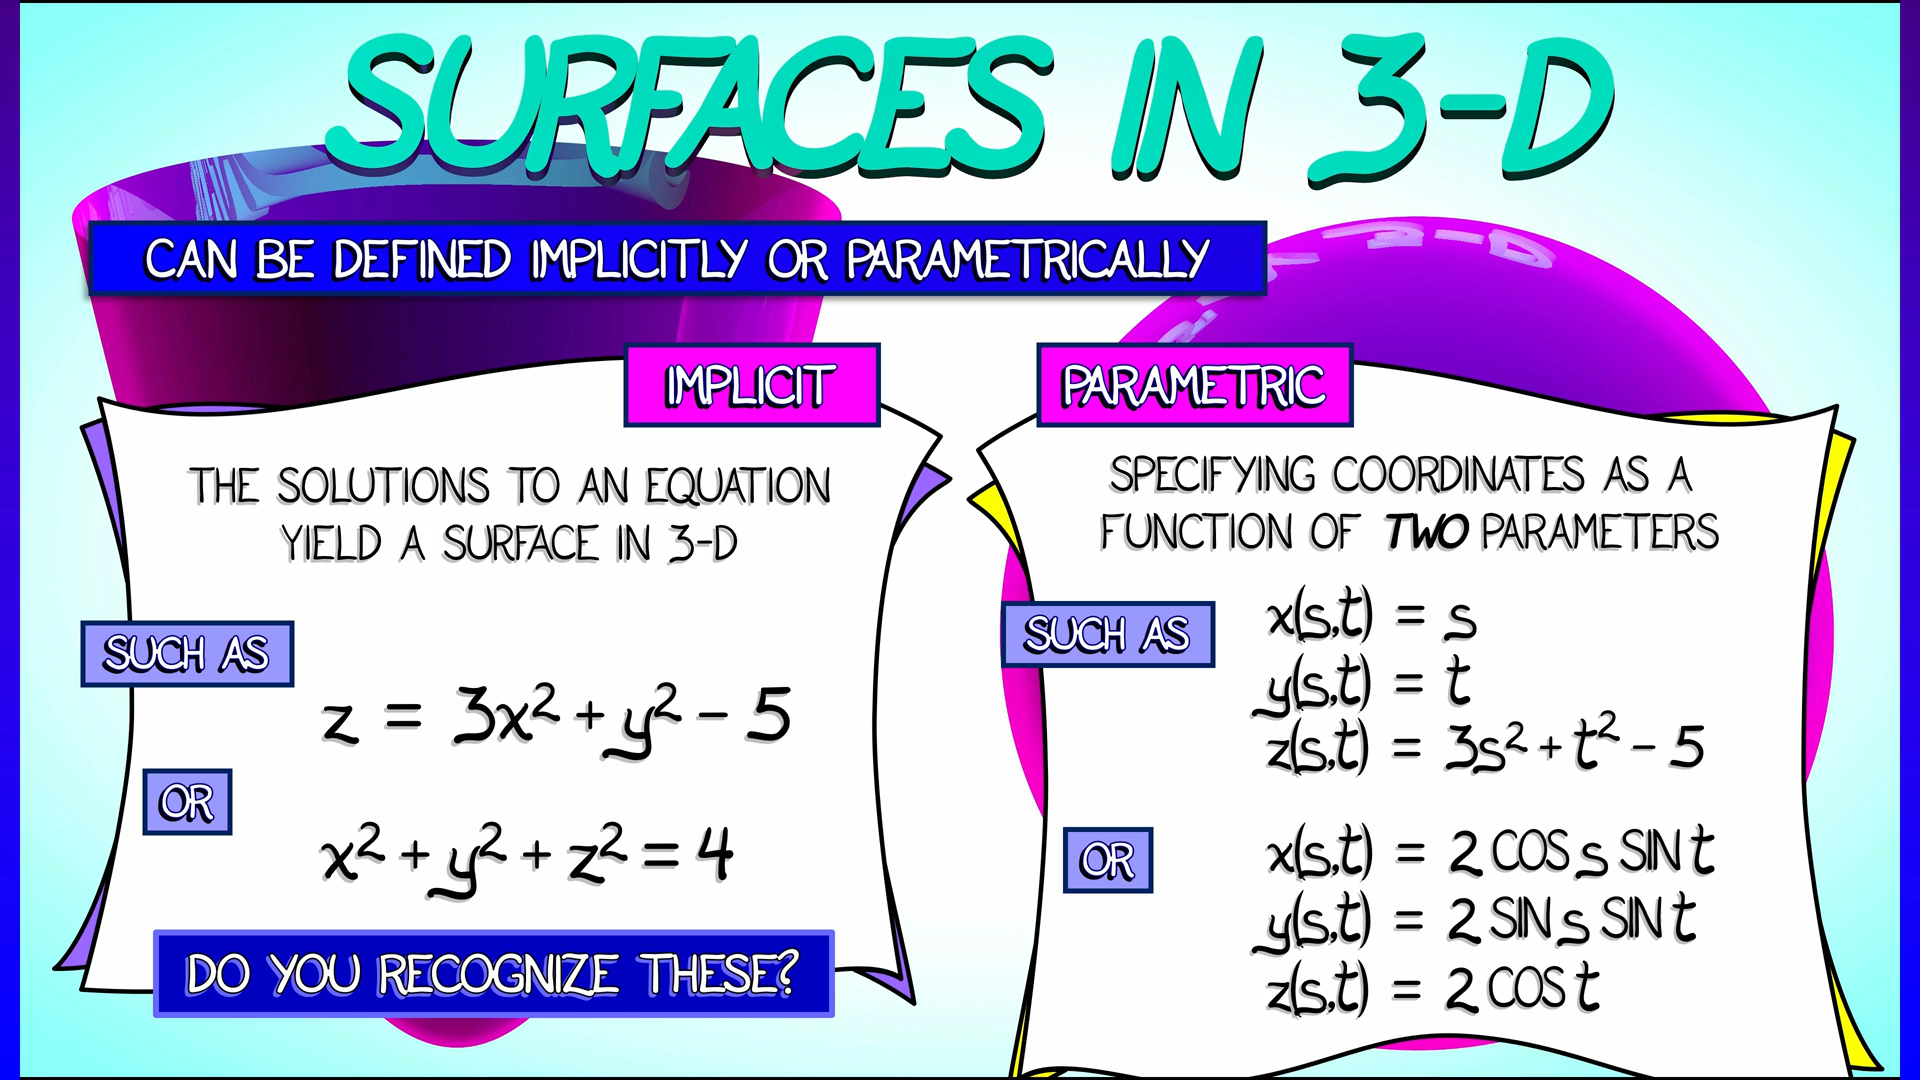 SURFACES IN 3-D
CAN BE DEFINED IMPLICITLY OR PARAMETRICALLY
IMPLICIT
THE SOLUTIONS TO AN EQUATION
YIELD A SURFACE IN 3-D
SUCH AS
z = 3x² + y² - 5
OR
x² + y² + z² = 4
DO YOU RECOGNIZE THESE?
PARAMETRIC
SPECIFYING COORDINATES AS A
FUNCTION OF TWO PARAMETERS
SUCH AS
x(s,t) = s
y(s,t) = t
z(s,t) = 3s² + t² - 5
OR
x(s,t) = 2 COS s SIN t
y(s,t) = 2 SIN s SIN t
z(s,t) = 2 COS t